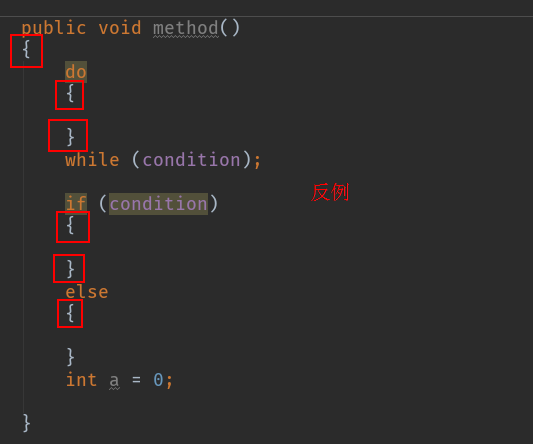 public void method()
{
    do
    {

    }
    while (condition);

    if (condition)
    {

    }
    else
    {

    }
    int a = 0;

}
反例